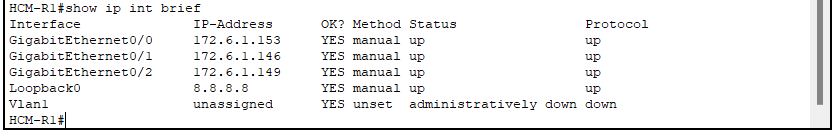 HCM-R1#show ip int brief
Interface              IP-Address      OK? Method Status                Protocol
GigabitEthernet0/0     172.6.1.153     YES manual up                    up
GigabitEthernet0/1     172.6.1.146     YES manual up                    up
GigabitEthernet0/2     172.6.1.149     YES manual up                    up
Loopback0              8.8.8.8         YES manual up                    up
Vlan1                  unassigned      YES unset  administratively down down
HCM-R1#